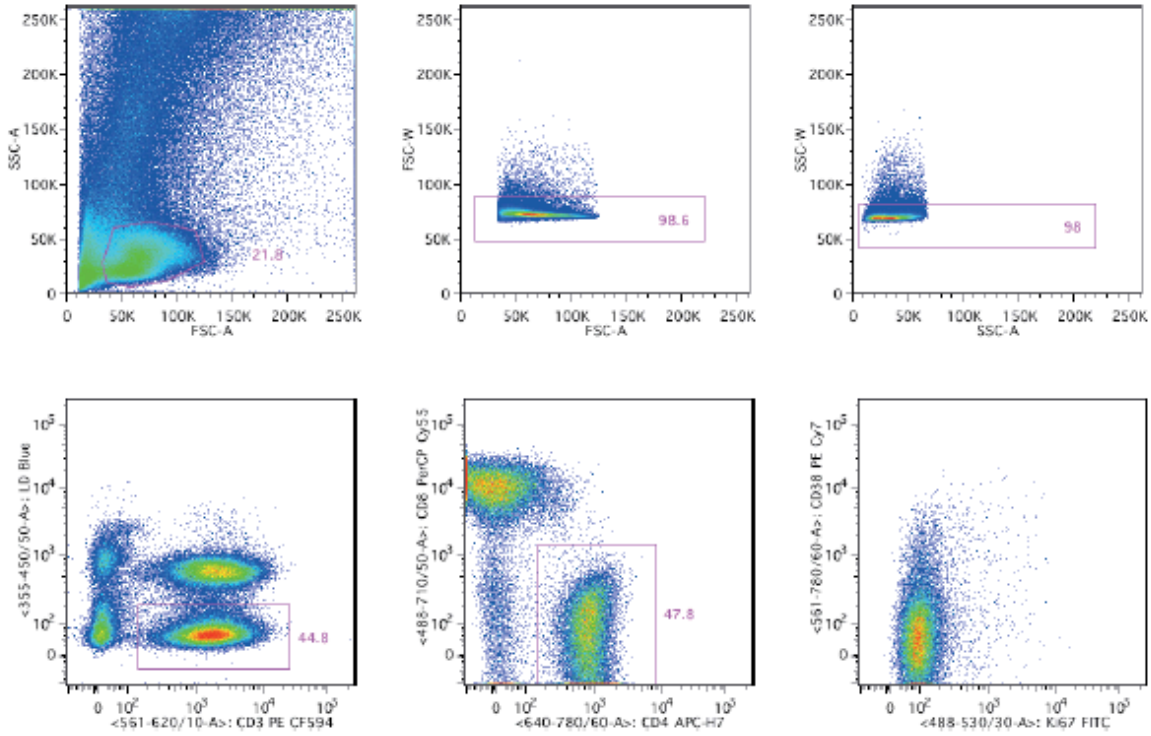 250K
200K
150K
100K
50K
0
SSC-A
21.8
0 50K 100K 150K 200K 250K
FSC-A
250K
200K
150K
100K
50K
0
FSC-W
98.6
0 50K 100K 150K 200K 250K
FSC-A
250K
200K
150K
100K
50K
0
SSC-W
98
0 50K 100K 150K 200K 250K
SSC-A
10^5
10^4
10^3
10^2
0
<355-450/50-A>: LD Blue
44.8
0 10^2 10^3 10^4 10^5
<561-620/10-A>: CD3 PE CF594
10^5
10^4
10^3
10^2
0
<488-710/50-A>: CD8 PerCP Cy55
47.8
0 10^2 10^3 10^4 10^5
<640-780/60-A>: CD4 APC-H7
10^5
10^4
10^3
10^2
0
<561-780/60-A>: CD38 PE Cy7
0 10^2 10^3 10^4 10^5
<488-530/30-A>: Ki67 FITC